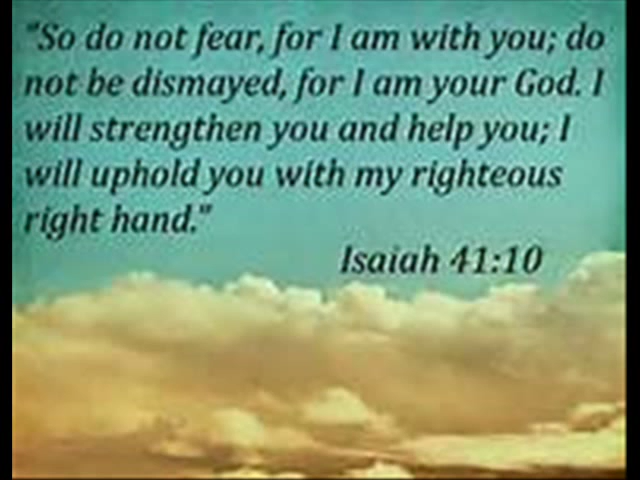 "So do not fear, for I am with you; do
not be dismayed, for I am your God. I
will strengthen you and help you; I
will uphold you with my righteous
right hand."
Isaiah 41:10